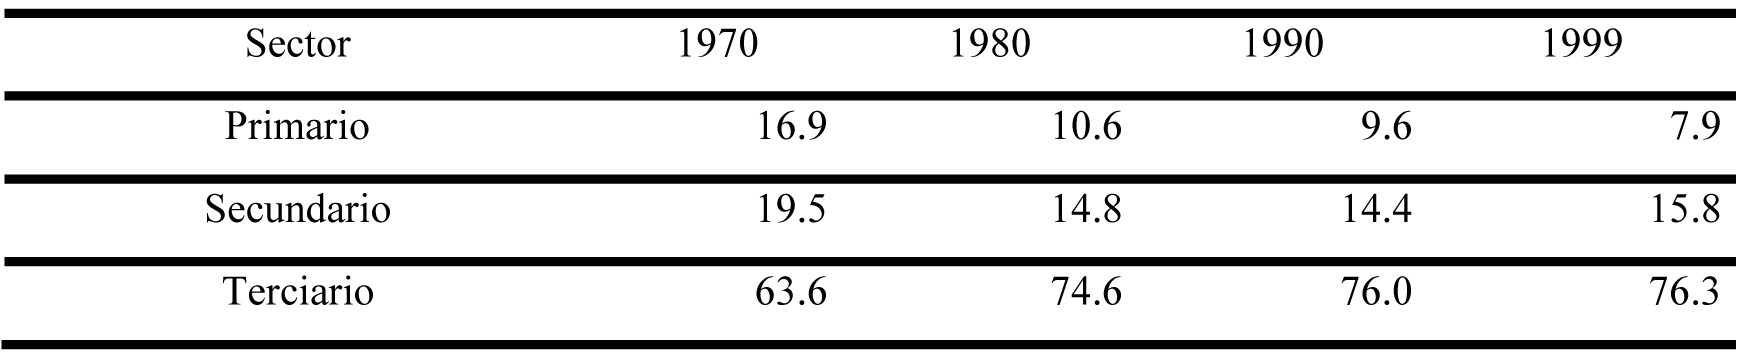 Sector 1970 1980 1990 1999
Primario 16.9 10.6 9.6 7.9
Secundario 19.5 14.8 14.4 15.8
Terciario 63.6 74.6 76.0 76.3